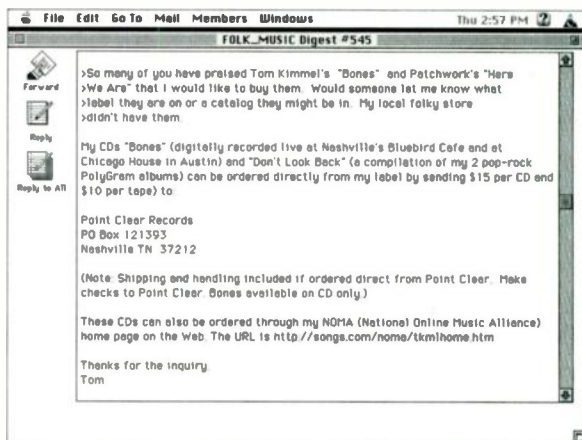 File Edit Go To Mail Members Windows Thu 2:57 PM
FOLK_MUSIC Digest #545
Forward
Reply
Reply to All
>So many of you have praised Tom Kimmel's "Bones" and Patchwork's "Here
>We Are" that I would like to buy them. Would someone let me know what
>label they are on or a catalog they might be in. My local folky store
>didn't have them.
My CDs "Bones" (digitally recorded live at Nashville's Bluebird Cafe and at
Chicago House in Austin) and "Don't Look Back" (a compilation of my 2 pop-rock
PolyGram albums) can be ordered directly from my label by sending $15 per CD and
$10 per tape) to:
Point Clear Records
PO Box 121393
Nashville TN 37212
(Note: Shipping and handling included if ordered direct from Point Clear. Make
checks to Point Clear. Bones available on CD only.)
These CDs can also be ordered through my NOMA (National Online Music Alliance)
home page on the Web. The URL is http://songs.com/noma/tkmlhome.htm
Thanks for the inquiry.
Tom